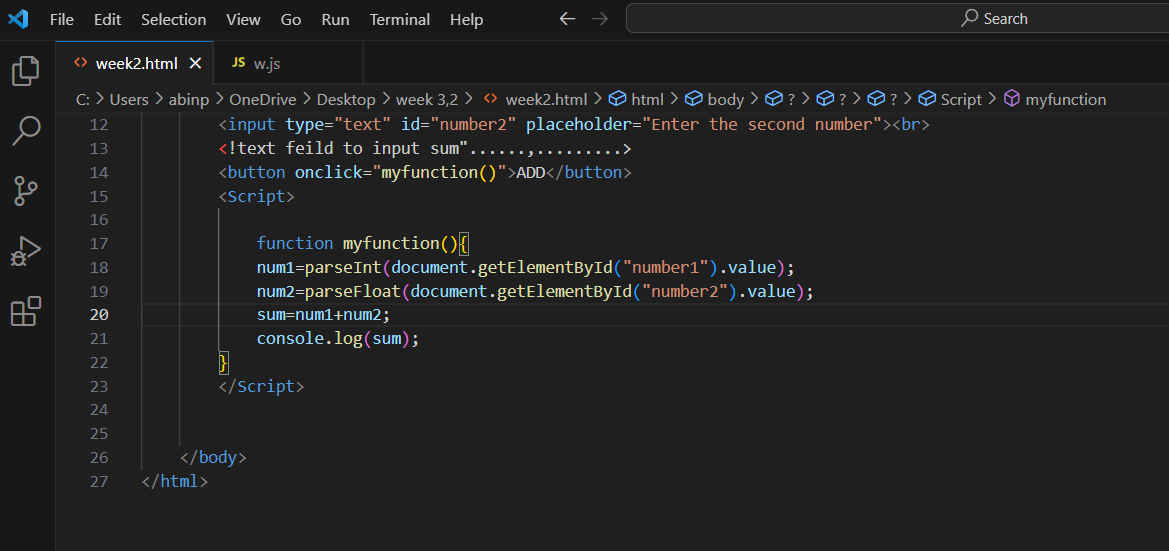 File Edit Selection View Go Run Terminal Help Search
week2.html JS w.js
C: > Users > abinp > OneDrive > Desktop > week 3,2 > <> week2.html > html > body > ? > ? > ? > Script > myfunction
12 <input type="text" id="number2" placeholder="Enter the second number"><br>
13 <!text feild to input sum"......,.........>
14 <button onclick="myfunction()">ADD</button>
15 <Script>
16
17 function myfunction(){
18 num1=parseInt(document.getElementById("number1").value);
19 num2=parseFloat(document.getElementById("number2").value);
20 sum=num1+num2;
21 console.log(sum);
22 }
23 </Script>
24
25
26 </body>
27 </html>